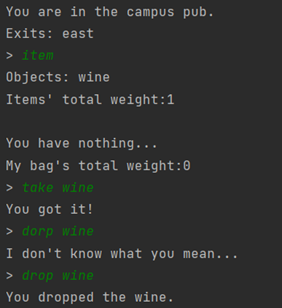 You are in the campus pub.
Exits: east
> item
Objects: wine
Items' total weight:1
You have nothing...
My bag's total weight:0
> take wine
You got it!
> dorp wine
I don't know what you mean...
> drop wine
You dropped the wine.